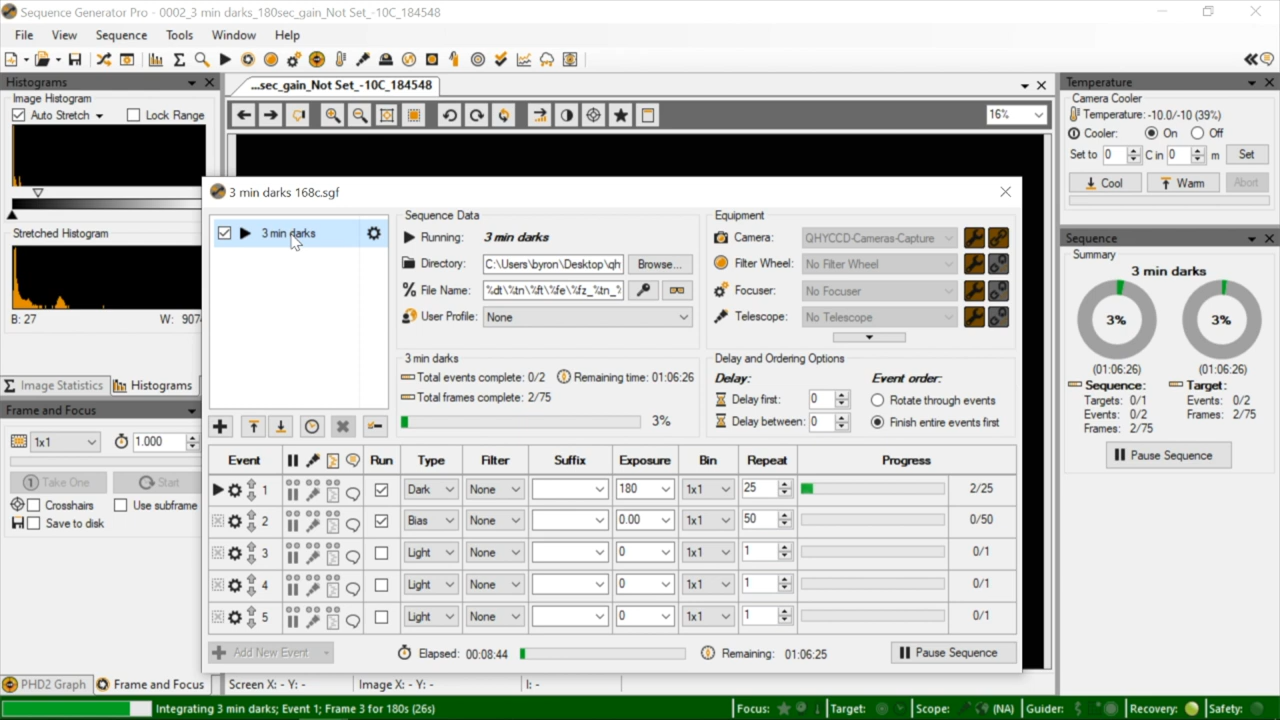 Sequence Generator Pro - 0002_3 min darks_180sec_gain_Not Set_-10C_184548
File View Sequence Tools Window Help
Histograms
Image Histogram
Auto Stretch Lock Range
Stretched Histogram
B: 27 W: 907
Image Statistics Histograms
Frame and Focus
1x1 1.000
Take One Start
Crosshairs Use subframe
Save to disk
PHD2 Graph Frame and Focus
...sec_gain_Not Set_-10C_184548
16%
3 min darks 168c.sgf
3 min darks
Sequence Data
Running: 3 min darks
Directory: C:\Users\byron\Desktop\qh Browse...
File Name: %dt\%tn\%ft\%fe\%fz_%tn_%
User Profile: None
Equipment
Camera: QHYCCD-Cameras-Capture
Filter Wheel: No Filter Wheel
Focuser: No Focuser
Telescope: No Telescope
3 min darks
Total events complete: 0/2 Remaining time: 01:06:26
Total frames complete: 2/75
3%
Delay and Ordering Options
Delay: Event order:
Delay first: 0 Rotate through events
Delay between: 0 Finish entire events first
Event Run Type Filter Suffix Exposure Bin Repeat Progress
1 Dark None 180 1x1 25 2/25
2 Bias None 0.00 1x1 50 0/50
3 Light None 0 1x1 1 0/1
4 Light None 0 1x1 1 0/1
5 Light None 0 1x1 1 0/1
Add New Event Elapsed: 00:08:44 Remaining: 01:06:25 Pause Sequence
Screen X: - Y: - Image X: - Y: - I: -
Temperature
Camera Cooler
Temperature: -10.0/-10 (39%)
Cooler: On Off
Set to 0 C in 0 m Set
Cool Warm Abort
Sequence
Summary
3 min darks
3% 3%
(01:06:26) (01:06:26)
Sequence: Target:
Targets: 0/1 Events: 0/2
Events: 0/2 Frames: 2/75
Frames: 2/75
Pause Sequence
Integrating 3 min darks; Event 1; Frame 3 for 180s (26s) Focus: Target: Scope: (NA) Guider: Recovery: Safety: